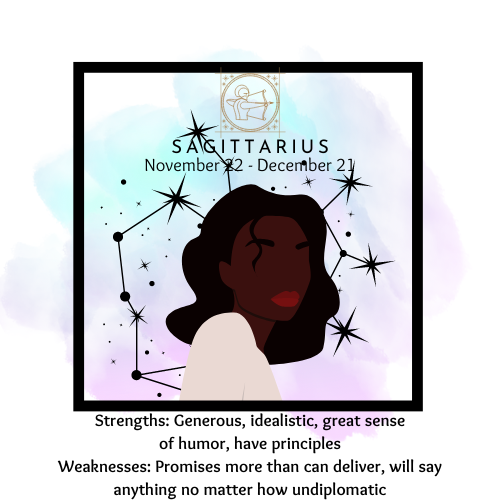 SAGITTARIUS
November 22 - December 21
Strengths: Generous, idealistic, great sense
of humor, have principles
Weaknesses: Promises more than can deliver, will say
anything no matter how undiplomatic